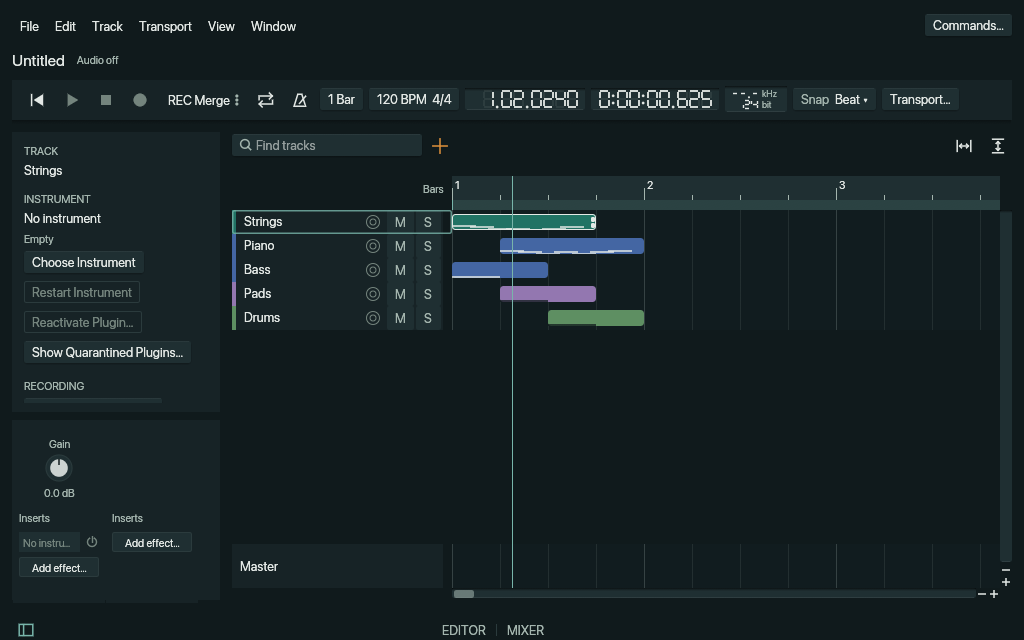 File Edit Track Transport View Window Commands...
Untitled Audio off
REC Merge 1 Bar 120 BPM 4/4 1.02.0240 0:00:00.625 --.- kHz bit Snap Beat Transport...
TRACK
Strings
INSTRUMENT
No instrument
Empty
Choose Instrument
Restart Instrument
Reactivate Plugin...
Show Quarantined Plugins...
RECORDING
Find tracks
Bars 1 2 3
Strings M S
Piano M S
Bass M S
Pads M S
Drums M S
Gain
0.0 dB
Inserts Inserts
No instru... Add effect...
Add effect...
Master
EDITOR MIXER